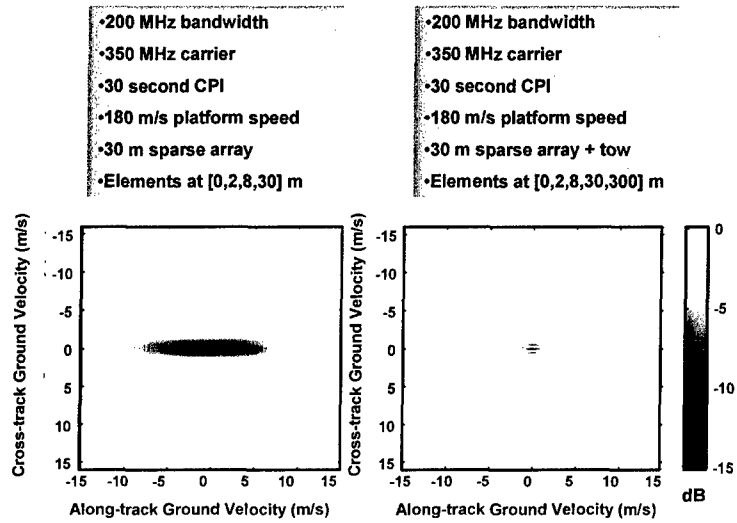 •200 MHz bandwidth
•350 MHz carrier
•30 second CPI
•180 m/s platform speed
•30 m sparse array
•Elements at [0,2,8,30] m
•200 MHz bandwidth
•350 MHz carrier
•30 second CPI
•180 m/s platform speed
•30 m sparse array + tow
•Elements at [0,2,8,30,300] m
Cross-track Ground Velocity (m/s)
-15
-10
-5
0
5
10
15
-15 -10 -5 0 5 10 15
Along-track Ground Velocity (m/s)
Cross-track Ground Velocity (m/s)
-15
-10
-5
0
5
10
15
-15 -10 -5 0 5 10 15
Along-track Ground Velocity (m/s)
0
-5
-10
-15
dB